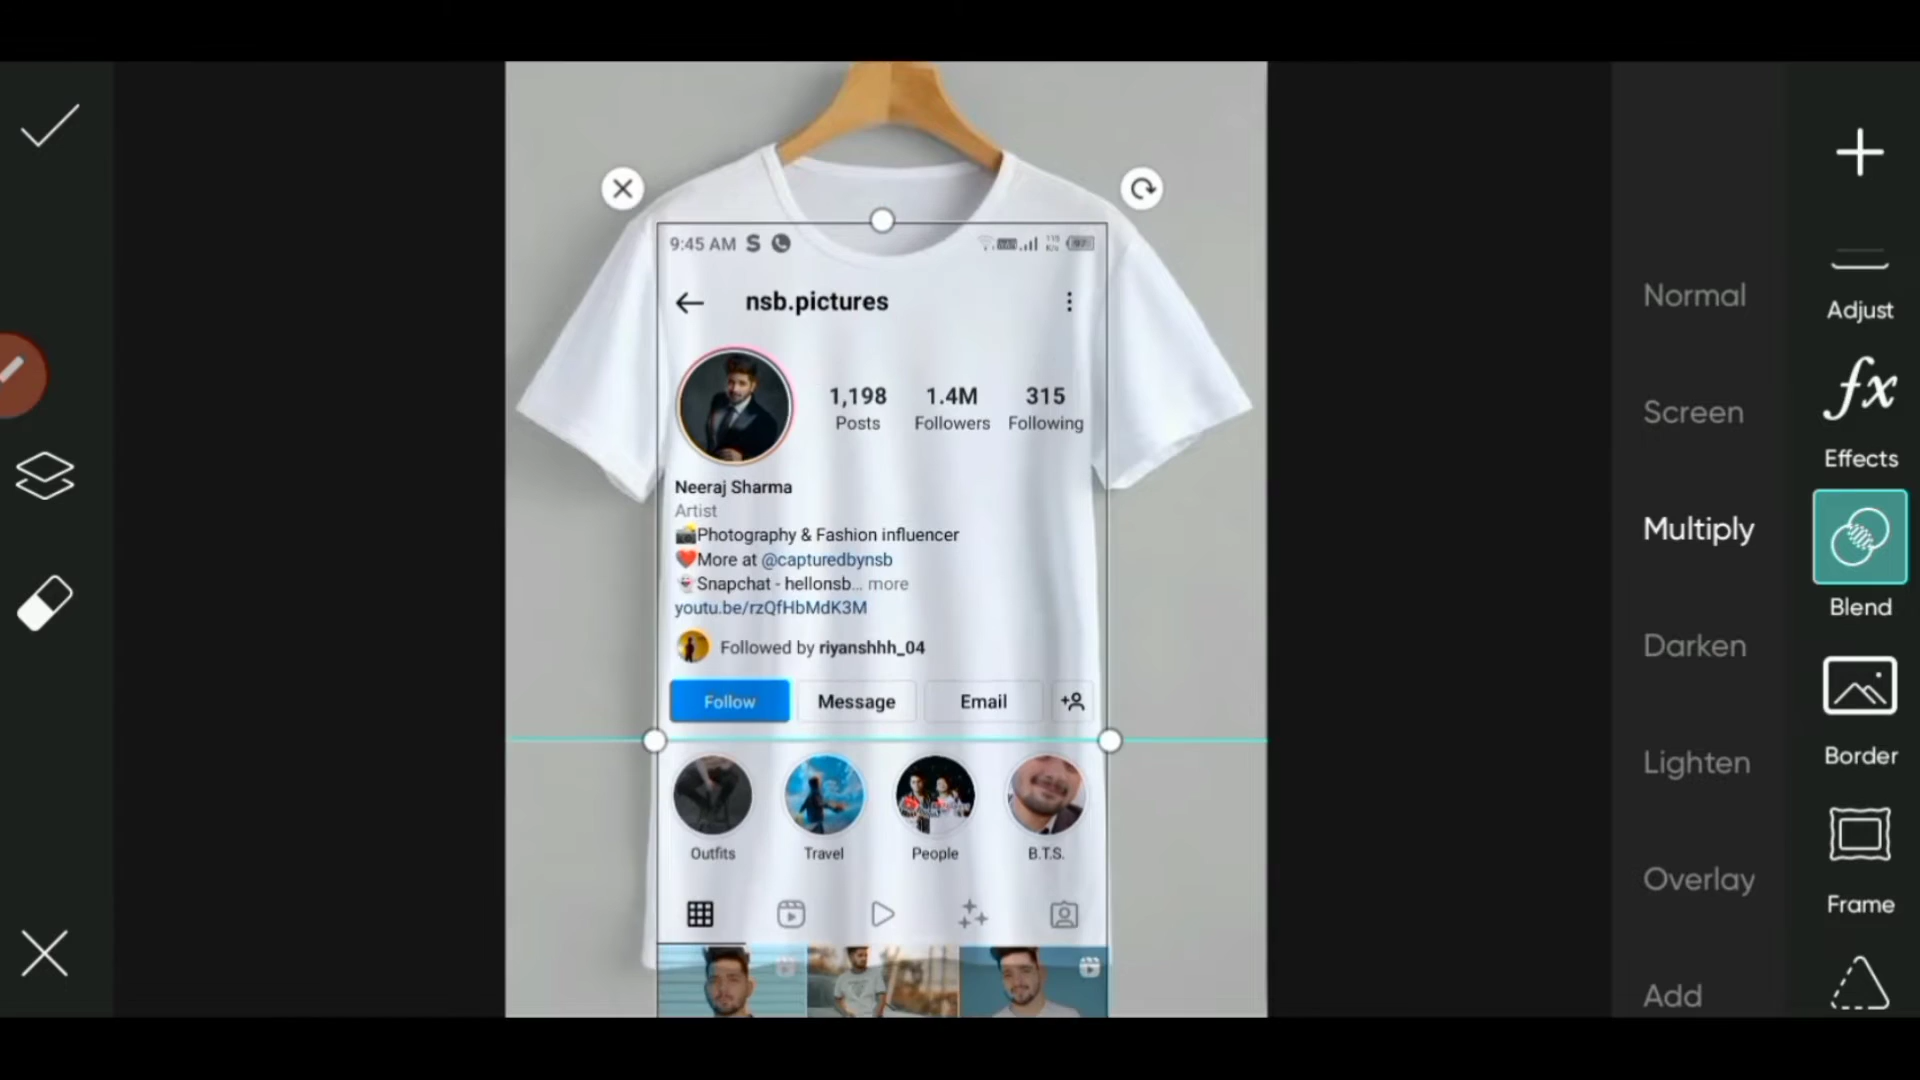 9:45 AM S
nsb.pictures
1,198 1.4M 315
Posts Followers Following
Neeraj Sharma
Artist
📸Photography & Fashion influencer
❤️More at @capturedbynsb
👻Snapchat - hellonsb... more
youtu.be/rzQfHbMdK3M
Followed by riyanshhh_04
Follow Message Email
Outfits Travel People B.T.S.
Normal
Screen
Multiply
Darken
Lighten
Overlay
Add
Adjust
fx
Effects
Blend
Border
Frame